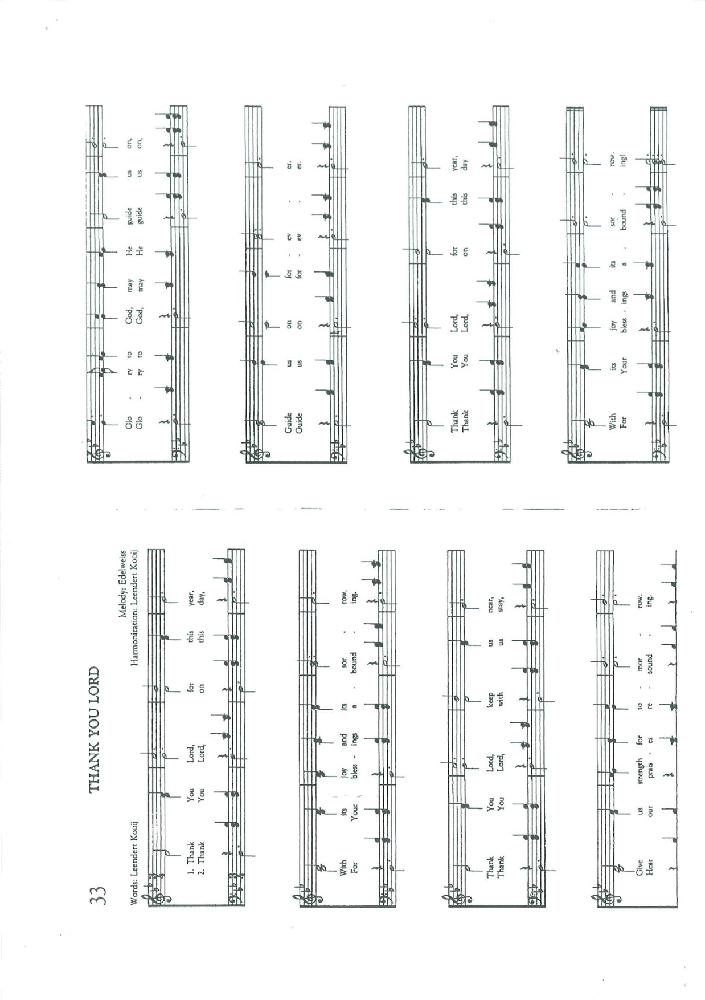 33
THANK YOU LORD
Words: Leendert Kooij
Melody: Edelweiss
Harmonization: Leendert Kooij
1. Thank You Lord, for this year,
2. Thank You Lord, on this day,
With its joy and its sor - row.
For Your bless - ings a - bound - ing.
Thank You Lord, keep us near,
Thank You Lord, with us stay,
Give us strength for to - mor - row.
Hear our prais - es re - sound - ing.
Glo - ry to God, may He guide us on,
Glo - ry to God, may He guide us on,
Guide us on for - ev - er.
Guide us on for - ev - er.
Thank You Lord, for this year,
Thank You Lord, on this day
With its joy and its sor - row.
For Your bless - ings a - bound - ing!